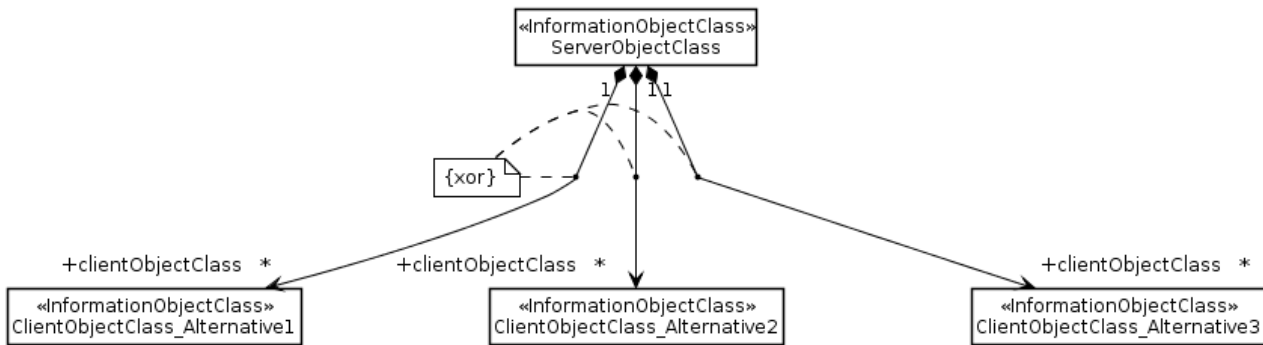 «InformationObjectClass»
ServerObjectClass
1 1 1
{xor}
+clientObjectClass * +clientObjectClass * +clientObjectClass *
«InformationObjectClass» «InformationObjectClass» «InformationObjectClass»
ClientObjectClass_Alternative1 ClientObjectClass_Alternative2 ClientObjectClass_Alternative3